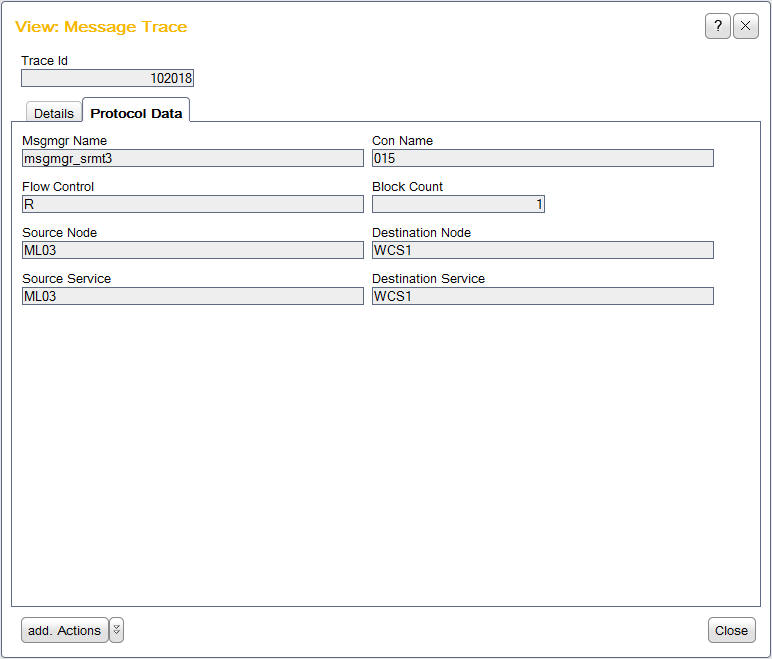 View: Message Trace
?
Trace Id
102018
Details Protocol Data
Msgmgr Name Con Name
msgmgr_srmt3 015
Flow Control Block Count
R 1
Source Node Destination Node
ML03 WCS1
Source Service Destination Service
ML03 WCS1
add. Actions Close